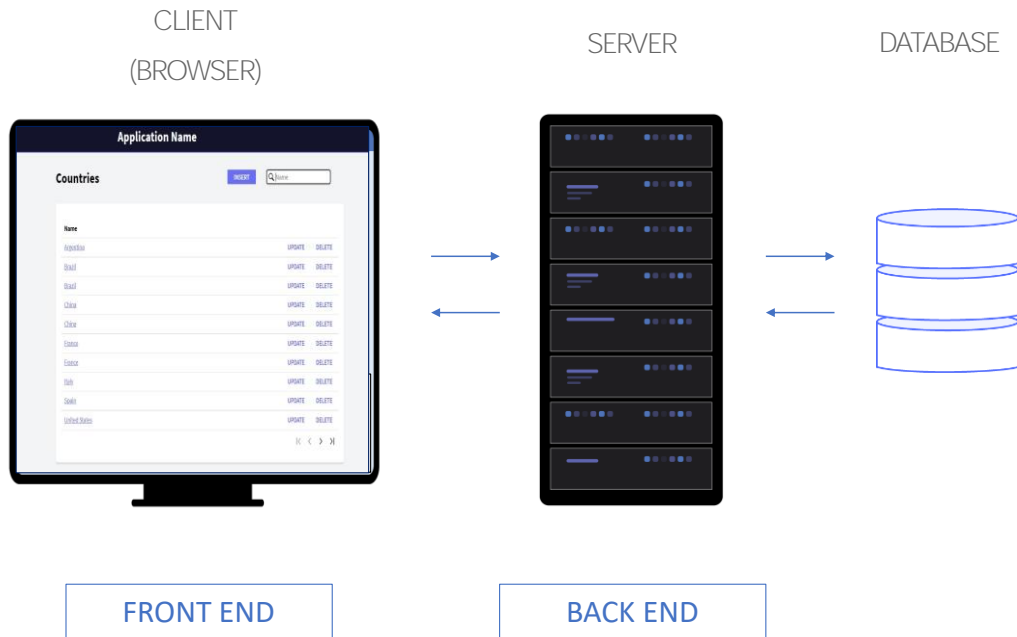 CLIENT
(BROWSER)
SERVER
DATABASE
Application Name
Countries
INSERT
Name
Name
Argentina UPDATE DELETE
Brazil UPDATE DELETE
Brazil UPDATE DELETE
China UPDATE DELETE
China UPDATE DELETE
France UPDATE DELETE
France UPDATE DELETE
Italy UPDATE DELETE
Spain UPDATE DELETE
United States UPDATE DELETE
FRONT END
BACK END